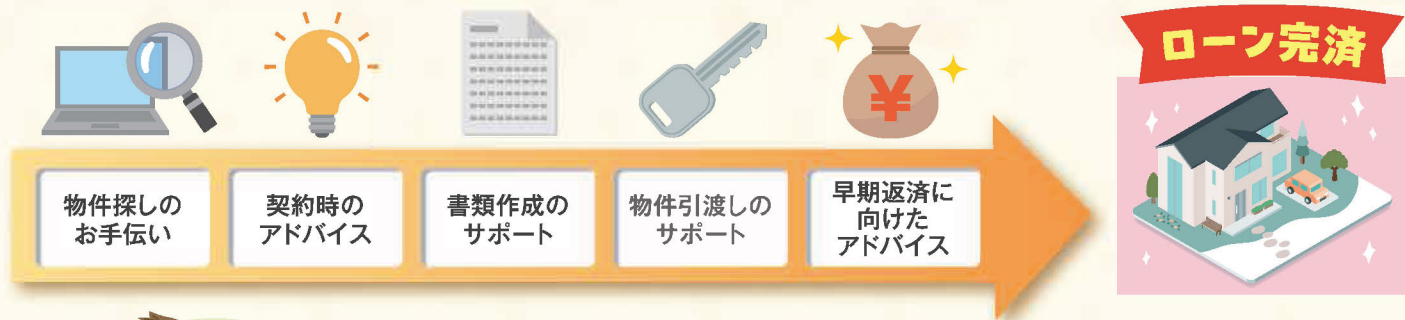 ローン完済
物件探しの
お手伝い
契約時の
アドバイス
書類作成の
サポート
物件引渡しの
サポート
早期返済に
向けた
アドバイス
¥